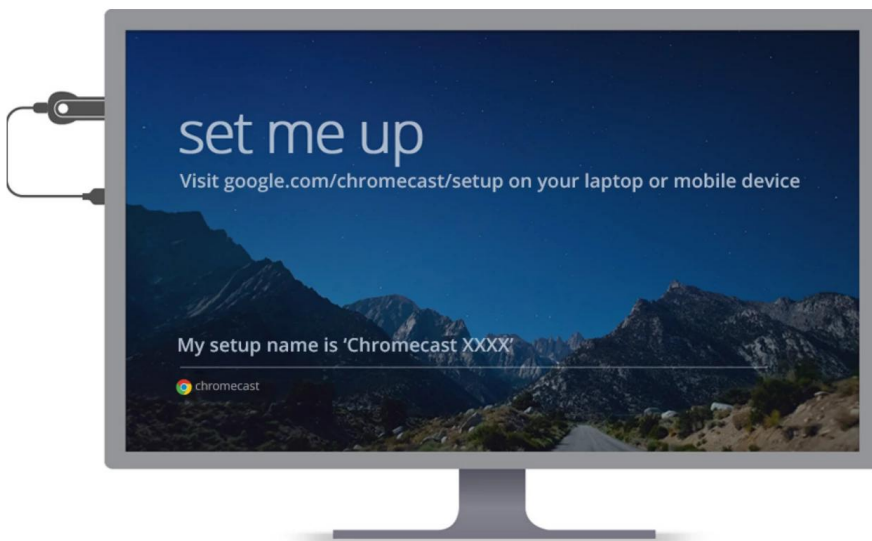 set me up
Visit google.com/chromecast/setup on your laptop or mobile device
My setup name is ‘Chromecast XXXX’
chromecast